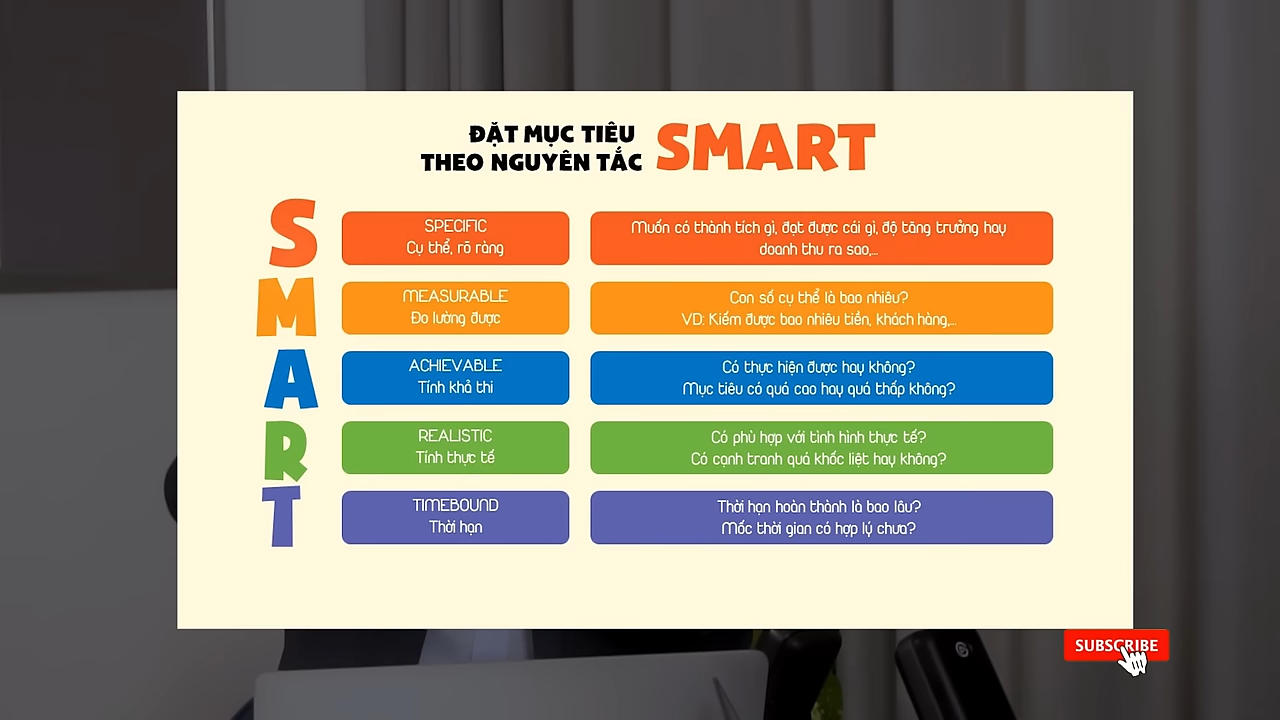 ĐẶT MỤC TIÊU
THEO NGUYÊN TẮC SMART
S
SPECIFIC
Cụ thể, rõ ràng
Muốn có thành tích gì, đạt được cái gì, độ tăng trưởng hay
doanh thu ra sao,...
M
MEASURABLE
Đo lường được
Con số cụ thể là bao nhiêu?
VD: Kiếm được bao nhiêu tiền, khách hàng,...
A
ACHIEVABLE
Tính khả thi
Có thực hiện được hay không?
Mục tiêu có quá cao hay quá thấp không?
R
REALISTIC
Tính thực tế
Có phù hợp với tình hình thực tế?
Có cạnh tranh quá khốc liệt hay không?
T
TIMEBOUND
Thời hạn
Thời hạn hoàn thành là bao lâu?
Mốc thời gian có hợp lý chưa?
SUBSCRIBE